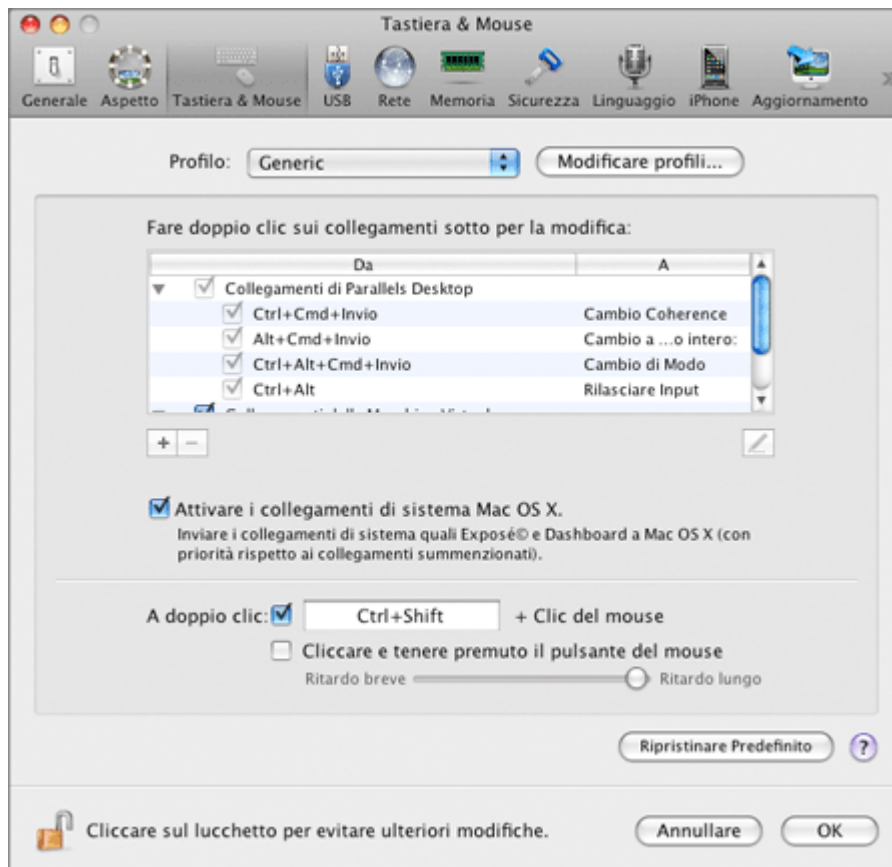 Tastiera & Mouse
Generale Aspetto Tastiera & Mouse USB Rete Memoria Sicurezza Linguaggio iPhone Aggiornamento
Profilo: Generic Modificare profili...
Fare doppio clic sui collegamenti sotto per la modifica:
Da A
Collegamenti di Parallels Desktop
Ctrl+Cmd+Invio Cambio Coherence
Alt+Cmd+Invio Cambio a ...o intero:
Ctrl+Alt+Cmd+Invio Cambio di Modo
Ctrl+Alt Rilasciare Input
Attivare i collegamenti di sistema Mac OS X.
Inviare i collegamenti di sistema quali Exposé© e Dashboard a Mac OS X (con
priorità rispetto ai collegamenti summenzionati).
A doppio clic: Ctrl+Shift + Clic del mouse
Cliccare e tenere premuto il pulsante del mouse
Ritardo breve Ritardo lungo
Ripristinare Predefinito ?
Cliccare sul lucchetto per evitare ulteriori modifiche. Annullare OK